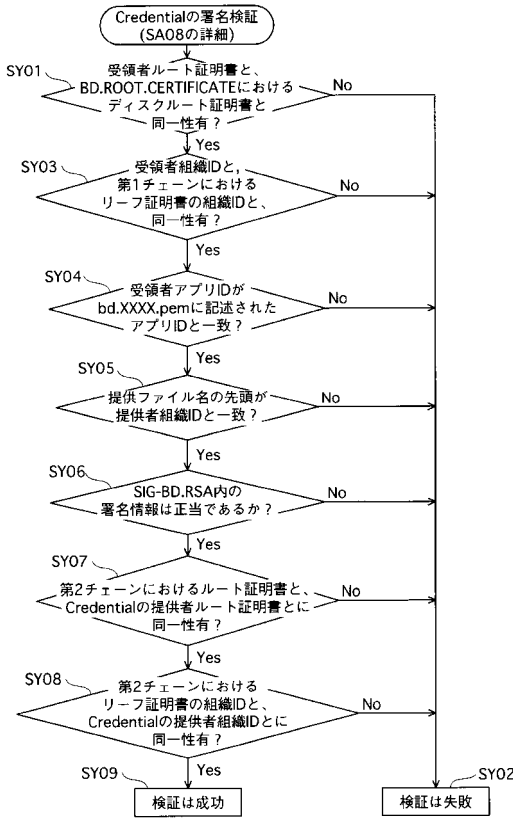 Credentialの署名検証
(SA08の詳細)
SY01
受領者ルート証明書と、
BD.ROOT.CERTIFICATEにおける
ディスクルート証明書と
同一性有？
No
Yes
SY03
受領者組織IDと,
第1チェーンにおける
リーフ証明書の組織IDと、
同一性有？
No
Yes
SY04
受領者アプリIDが
bd.XXXX.pemに記述された
アプリIDと一致？
No
Yes
SY05
提供ファイル名の先頭が
提供者組織IDと一致？
No
Yes
SY06
SIG-BD.RSA内の
署名情報は正当であるか？
No
Yes
SY07
第2チェーンにおけるルート証明書と、
Credentialの提供者ルート証明書とに
同一性有？
No
Yes
SY08
第2チェーンにおける
リーフ証明書の組織IDと、
Credentialの提供者組織IDとに
同一性有？
No
Yes
SY09
検証は成功
SY02
検証は失敗